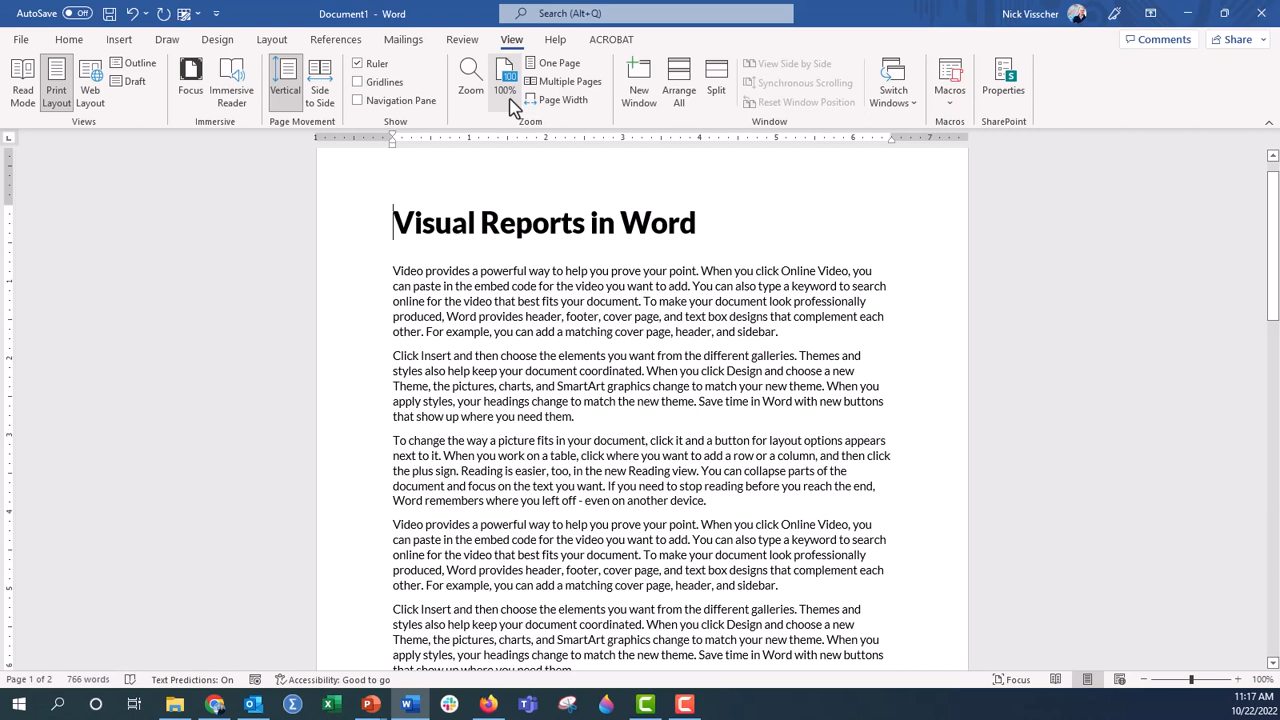 AutoSave Off
Document1 - Word
Search (Alt+Q)
Nick Visscher
File Home Insert Draw Design Layout References Mailings Review View Help ACROBAT
Comments Share
Read Mode
Print Layout
Web Layout
Outline
Draft
Views
Focus
Immersive Reader
Immersive
Vertical
Side to Side
Page Movement
Ruler
Gridlines
Navigation Pane
Show
Zoom
100
100%
One Page
Multiple Pages
Page Width
Zoom
New Window
Arrange All
Split
View Side by Side
Synchronous Scrolling
Reset Window Position
Switch Windows
Window
Macros
Macros
Properties
SharePoint
1 1 2 3 4 5 6 7
1
2
3
4
5
6
Visual Reports in Word
Video provides a powerful way to help you prove your point. When you click Online Video, you
can paste in the embed code for the video you want to add. You can also type a keyword to search
online for the video that best fits your document. To make your document look professionally
produced, Word provides header, footer, cover page, and text box designs that complement each
other. For example, you can add a matching cover page, header, and sidebar.
Click Insert and then choose the elements you want from the different galleries. Themes and
styles also help keep your document coordinated. When you click Design and choose a new
Theme, the pictures, charts, and SmartArt graphics change to match your new theme. When you
apply styles, your headings change to match the new theme. Save time in Word with new buttons
that show up where you need them.
To change the way a picture fits in your document, click it and a button for layout options appears
next to it. When you work on a table, click where you want to add a row or a column, and then click
the plus sign. Reading is easier, too, in the new Reading view. You can collapse parts of the
document and focus on the text you want. If you need to stop reading before you reach the end,
Word remembers where you left off - even on another device.
Video provides a powerful way to help you prove your point. When you click Online Video, you
can paste in the embed code for the video you want to add. You can also type a keyword to search
online for the video that best fits your document. To make your document look professionally
produced, Word provides header, footer, cover page, and text box designs that complement each
other. For example, you can add a matching cover page, header, and sidebar.
Click Insert and then choose the elements you want from the different galleries. Themes and
styles also help keep your document coordinated. When you click Design and choose a new
Theme, the pictures, charts, and SmartArt graphics change to match your new theme. When you
apply styles, your headings change to match the new theme. Save time in Word with new buttons
that show up where you need them.
Page 1 of 2 766 words Text Predictions: On Accessibility: Good to go Focus 100%
11:17 AM
10/22/2022